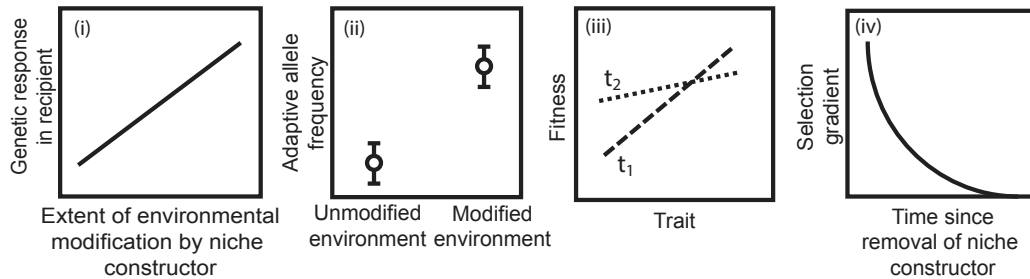 (i)
Genetic response
in recipient
Extent of environmental
modification by niche
constructor
(ii)
Adaptive allele
frequency
Unmodified
environment
Modified
environment
(iii)
Fitness
t2
t1
Trait
(iv)
Selection
gradient
Time since
removal of niche
constructor